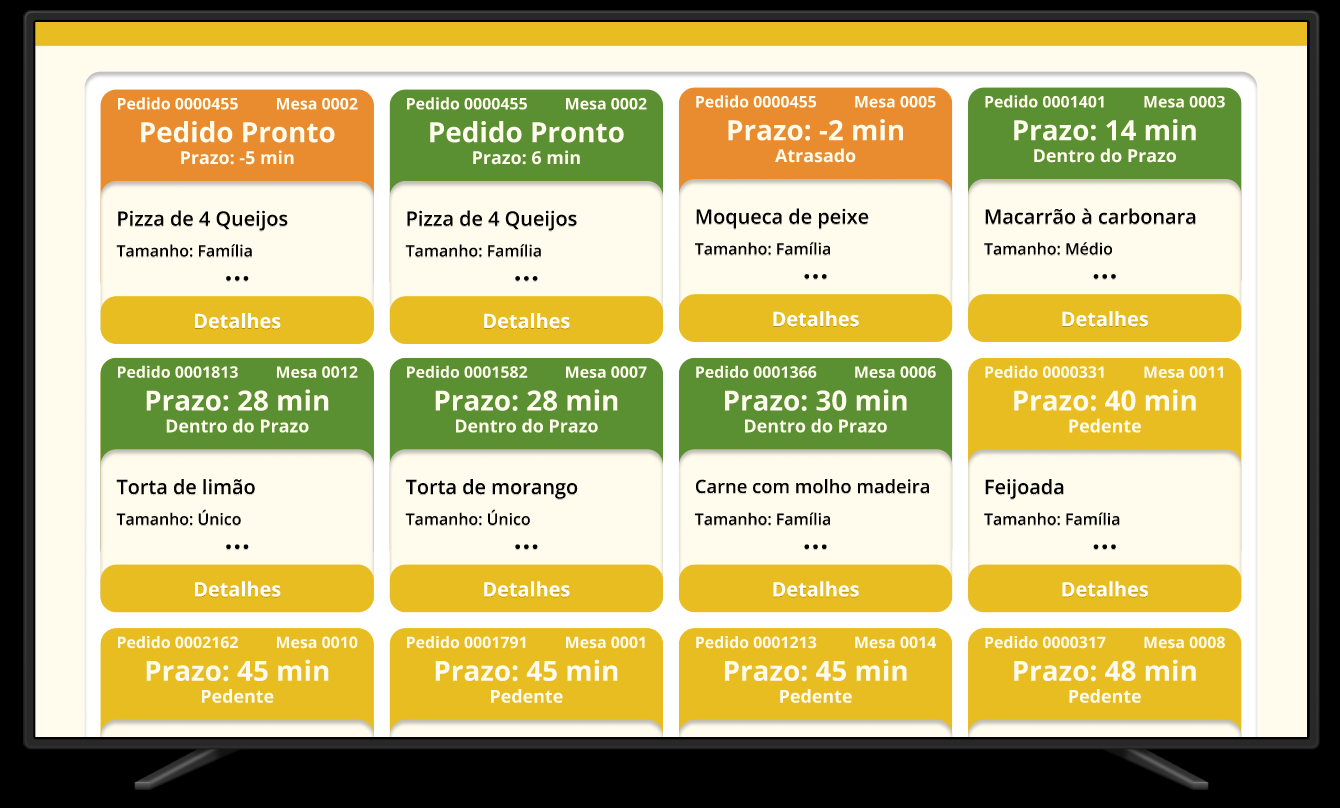 Pedido 0000455 Mesa 0002
Pedido Pronto
Prazo: -5 min
Pizza de 4 Queijos
Tamanho: Família
...
Detalhes
Pedido 0000455 Mesa 0002
Pedido Pronto
Prazo: 6 min
Pizza de 4 Queijos
Tamanho: Família
...
Detalhes
Pedido 0000455 Mesa 0005
Prazo: -2 min
Atrasado
Moqueca de peixe
Tamanho: Família
...
Detalhes
Pedido 0001401 Mesa 0003
Prazo: 14 min
Dentro do Prazo
Macarrão à carbonara
Tamanho: Médio
...
Detalhes
Pedido 0001813 Mesa 0012
Prazo: 28 min
Dentro do Prazo
Torta de limão
Tamanho: Único
...
Detalhes
Pedido 0001582 Mesa 0007
Prazo: 28 min
Dentro do Prazo
Torta de morango
Tamanho: Único
...
Detalhes
Pedido 0001366 Mesa 0006
Prazo: 30 min
Dentro do Prazo
Carne com molho madeira
Tamanho: Família
...
Detalhes
Pedido 0000331 Mesa 0011
Prazo: 40 min
Pedente
Feijoada
Tamanho: Família
...
Detalhes
Pedido 0002162 Mesa 0010
Prazo: 45 min
Pedente
Pedido 0001791 Mesa 0001
Prazo: 45 min
Pedente
Pedido 0001213 Mesa 0014
Prazo: 45 min
Pedente
Pedido 0000317 Mesa 0008
Prazo: 48 min
Pedente